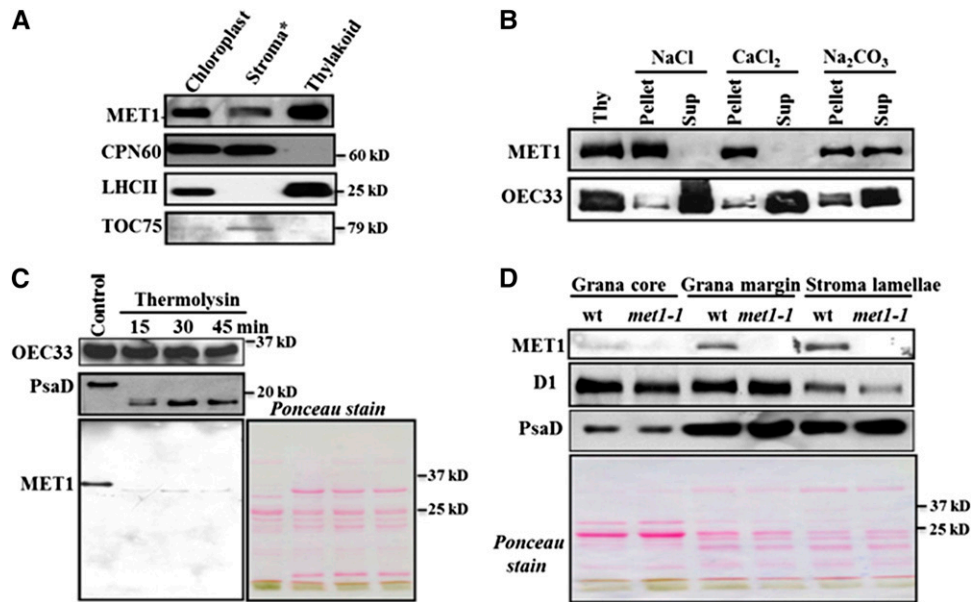 A
Chloroplast
Stroma*
Thylakoid
MET1
CPN60
60 kD
LHCII
25 kD
TOC75
79 kD
B
NaCl CaCl₂ Na₂CO₃
Thy Pellet Sup Pellet Sup Pellet Sup
MET1
OEC33
C
Control
Thermolysin
15 30 45 min
OEC33
37 kD
PsaD
20 kD
Ponceau stain
MET1
37 kD
25 kD
D
Grana core Grana margin Stroma lamellae
wt met1-1 wt met1-1 wt met1-1
MET1
D1
PsaD
37 kD
25 kD
Ponceau
stain